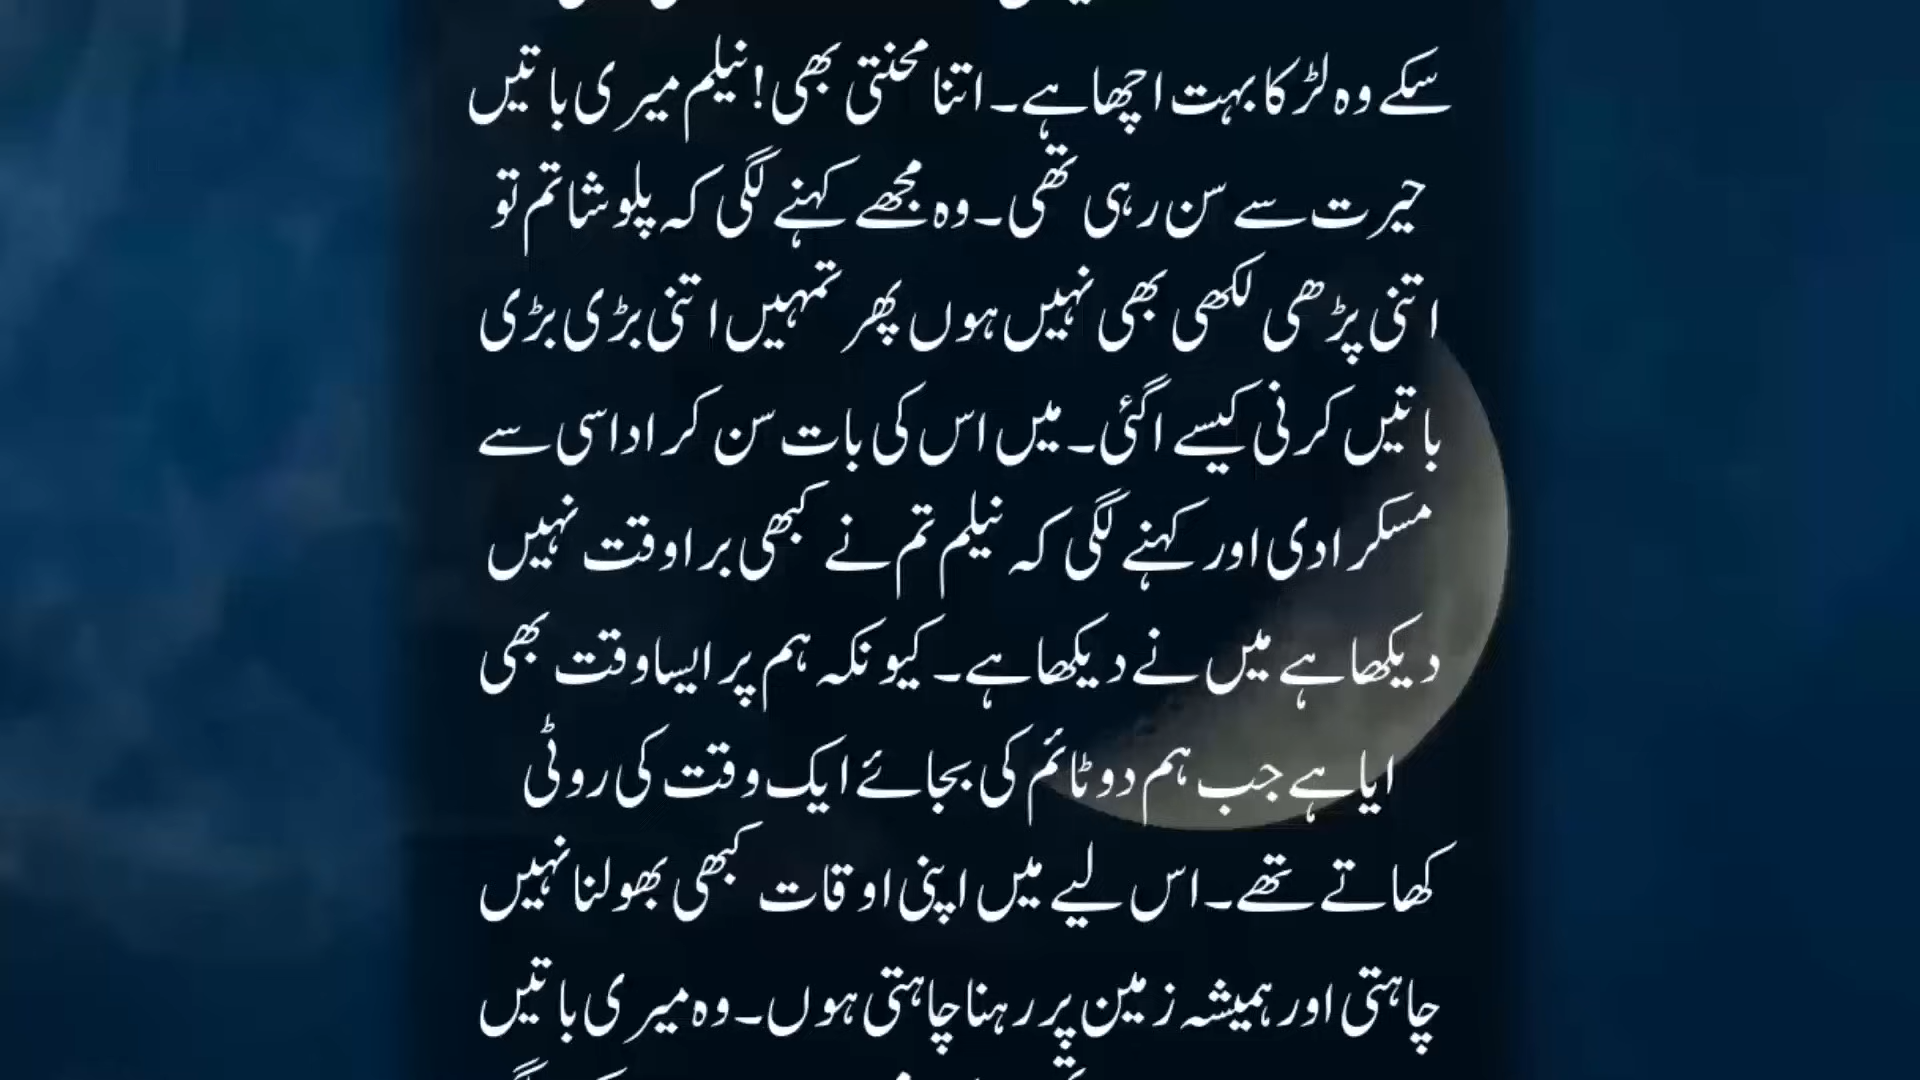 سکے وہ لڑکا بہت اچھا ہے۔ اتنا محنتی بھی! نیلم میری باتیں
حیرت سے سن رہی تھی۔ وہ مجھے کہنے لگی کہ پلوشا تم تو
اتنی پڑھی لکھی بھی نہیں ہوں پھر تمہیں اتنی بڑی بڑی
باتیں کرنی کیسے اگئی۔ میں اس کی بات سن کر اداسی سے
مسکرا دی اور کہنے لگی کہ نیلم تم نے کبھی برا وقت نہیں
دیکھا ہے میں نے دیکھا ہے۔ کیونکہ ہم پر ایسا وقت بھی
ایا ہے جب ہم دو ٹائم کی بجائے ایک وقت کی روٹی
کھاتے تھے۔ اس لیے میں اپنی اوقات کبھی بھولنا نہیں
چاہتی اور ہمیشہ زمین پر رہنا چاہتی ہوں۔ وہ میری باتیں